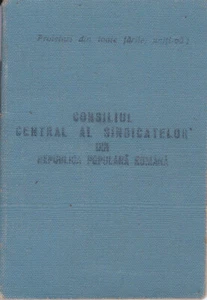 Proletari din toate țările, uniți-vă!
CONSILIUL
CENTRAL AL SINDICATELOR
DIN
REPUBLICA POPULARĂ ROMÂNĂ